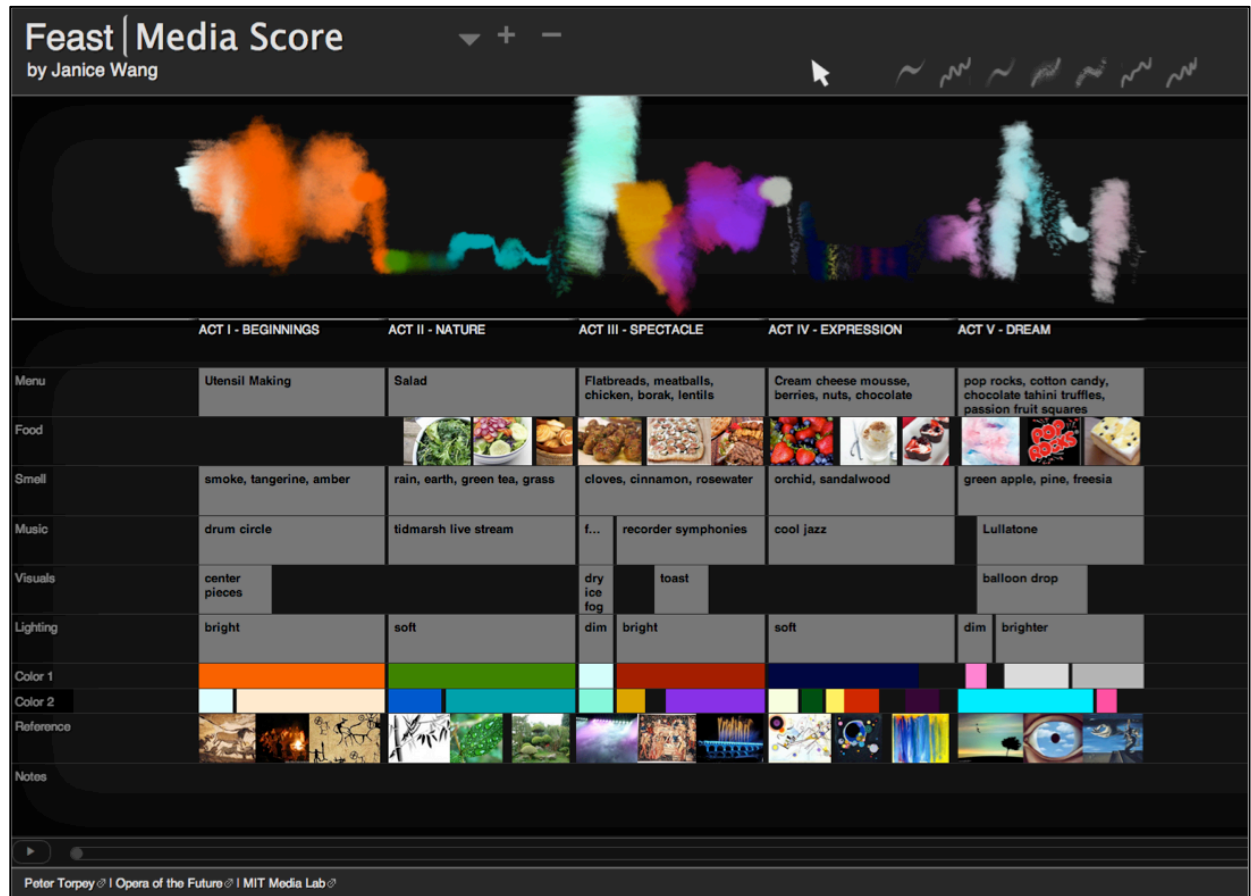 Feast | Media Score
by Janice Wang
ACT I - BEGINNINGS
ACT II - NATURE
ACT III - SPECTACLE
ACT IV - EXPRESSION
ACT V - DREAM
Menu
Utensil Making
Salad
Flatbreads, meatballs,
chicken, borak, lentils
Cream cheese mousse,
berries, nuts, chocolate
pop rocks, cotton candy,
chocolate tahini truffles,
passion fruit squares
Food
POP
ROCKS
Smell
smoke, tangerine, amber
rain, earth, green tea, grass
cloves, cinnamon, rosewater
orchid, sandalwood
green apple, pine, freesia
Music
drum circle
tidmarsh live stream
f...
recorder symphonies
cool jazz
Lullatone
Visuals
center
pieces
dry
ice
fog
toast
balloon drop
Lighting
bright
soft
dim
bright
soft
dim
brighter
Color 1
Color 2
Reference
Notes
Peter Torpey | Opera of the Future | MIT Media Lab